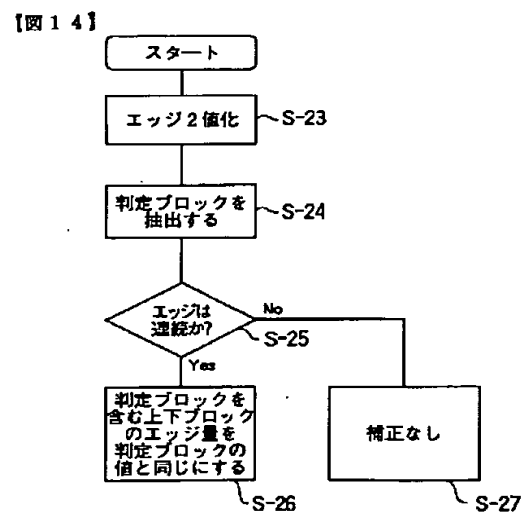 【図14】
スタート
エッジ2値化
S-23
判定ブロックを
抽出する
S-24
エッジは
連続か?
No
S-25
Yes
判定ブロックを
含む上下ブロック
のエッジ量を
判定ブロックの
値と同じにする
S-26
補正なし
S-27